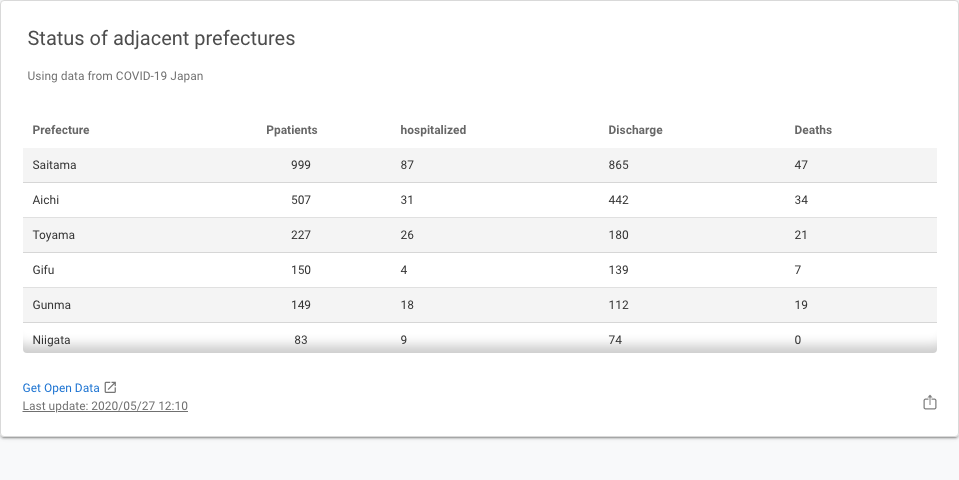 Status of adjacent prefectures
Using data from COVID-19 Japan
Prefecture Ppatients hospitalized Discharge Deaths
Saitama 999 87 865 47
Aichi 507 31 442 34
Toyama 227 26 180 21
Gifu 150 4 139 7
Gunma 149 18 112 19
Niigata 83 9 74 0
Get Open Data
Last update: 2020/05/27 12:10